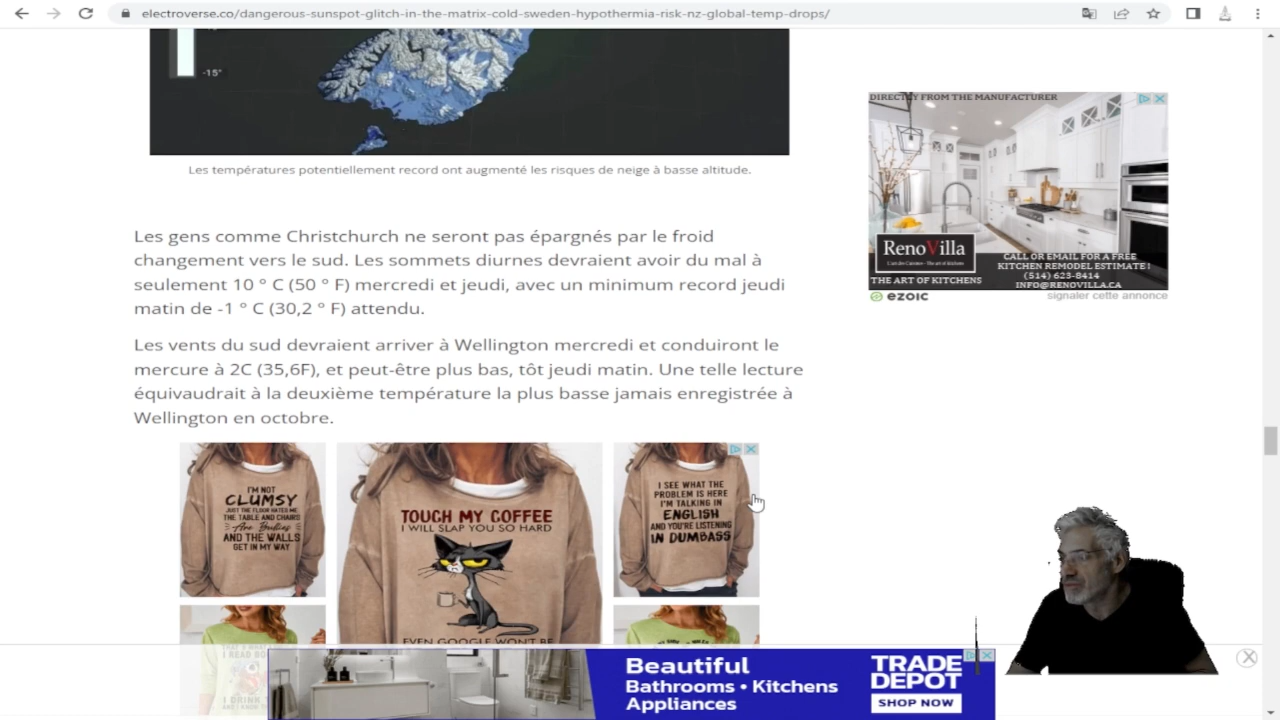 electroverse.co/dangerous-sunspot-glitch-in-the-matrix-cold-sweden-hypothermia-risk-nz-global-temp-drops/
-15°
Les températures potentiellement record ont augmenté les risques de neige à basse altitude.
Les gens comme Christchurch ne seront pas épargnés par le froid
changement vers le sud. Les sommets diurnes devraient avoir du mal à
seulement 10 ° C (50 ° F) mercredi et jeudi, avec un minimum record jeudi
matin de -1 ° C (30,2 ° F) attendu.
Les vents du sud devraient arriver à Wellington mercredi et conduiront le
mercure à 2C (35,6F), et peut-être plus bas, tôt jeudi matin. Une telle lecture
équivaudrait à la deuxième température la plus basse jamais enregistrée à
Wellington en octobre.
DIRECTLY FROM THE MANUFACTURER
RenoVilla
THE ART OF KITCHENS
CALL OR EMAIL FOR A FREE
KITCHEN REMODEL ESTIMATE !
(514) 623-8414
INFO@RENOVILLA.CA
ezoic
signaler cette annonce
I'M NOT
CLUMSY
JUST THE FLOOR HATES ME
THE TABLE AND CHAIRS
Are Bullies
AND THE WALLS
GET IN MY WAY
TOUCH MY COFFEE
I WILL SLAP YOU SO HARD
EVEN GOOGLE WON'T BE
I SEE WHAT THE
PROBLEM IS HERE
I'M TALKING IN
ENGLISH
AND YOU'RE LISTENING
IN DUMBASS
I READ BO
I DRINK
Beautiful
Bathrooms • Kitchens
Appliances
TRADE
DEPOT
SHOP NOW